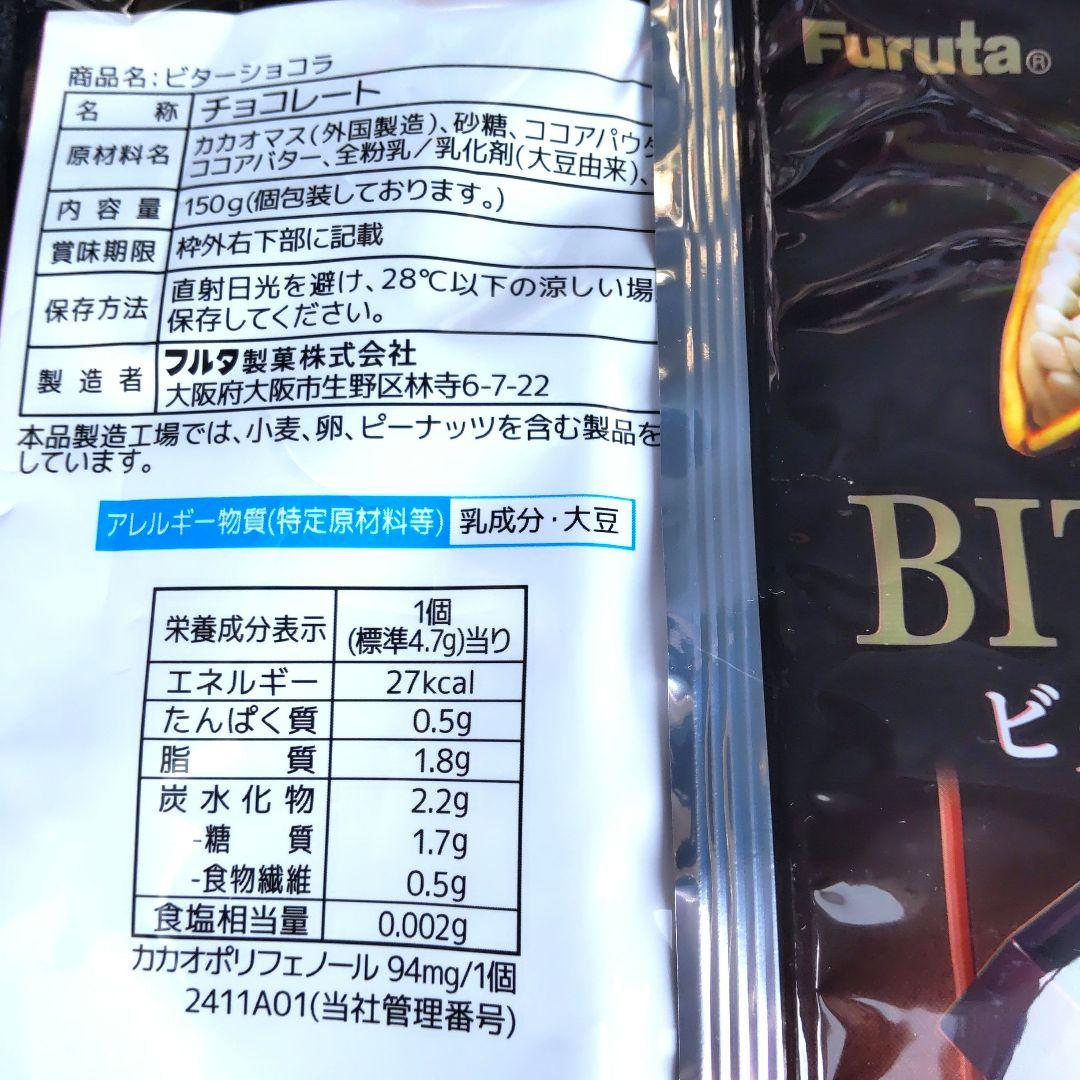 商品名:ビターショコラ
名称 チョコレート
原材料名 カカオマス(外国製造)、砂糖、ココアパウ
ココアバター、全粉乳/乳化剤(大豆由来)、
内容量 150g(個包装しております。)
賞味期限 枠外右下部に記載
保存方法 直射日光を避け、28℃以下の涼しい場
保存してください。
製造者 フルタ製菓株式会社
大阪府大阪市生野区林寺6-7-22
本品製造工場では、小麦、卵、ピーナッツを含む製品を
しています。
アレルギー物質(特定原材料等) 乳成分・大豆
栄養成分表示 1個
(標準4.7g)当り
エネルギー 27kcal
たんぱく質 0.5g
脂質 1.8g
炭水化物 2.2g
-糖質 1.7g
-食物繊維 0.5g
食塩相当量 0.002g
カカオポリフェノール 94mg/1個
2411A01(当社管理番号)
Furuta®
BIT
ビ